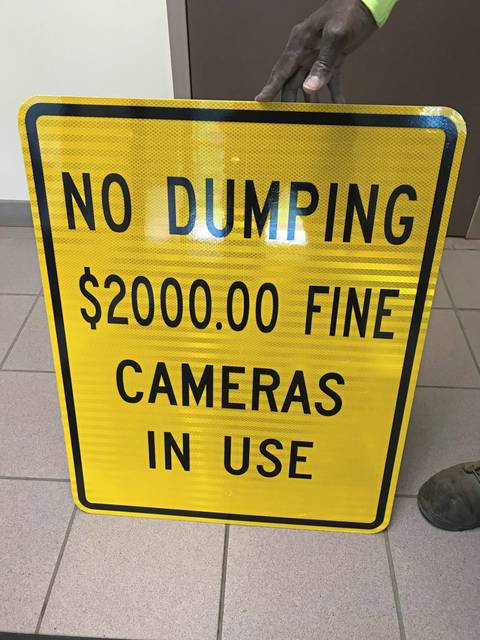 NO DUMPING
$2000.00 FINE
CAMERAS
IN USE